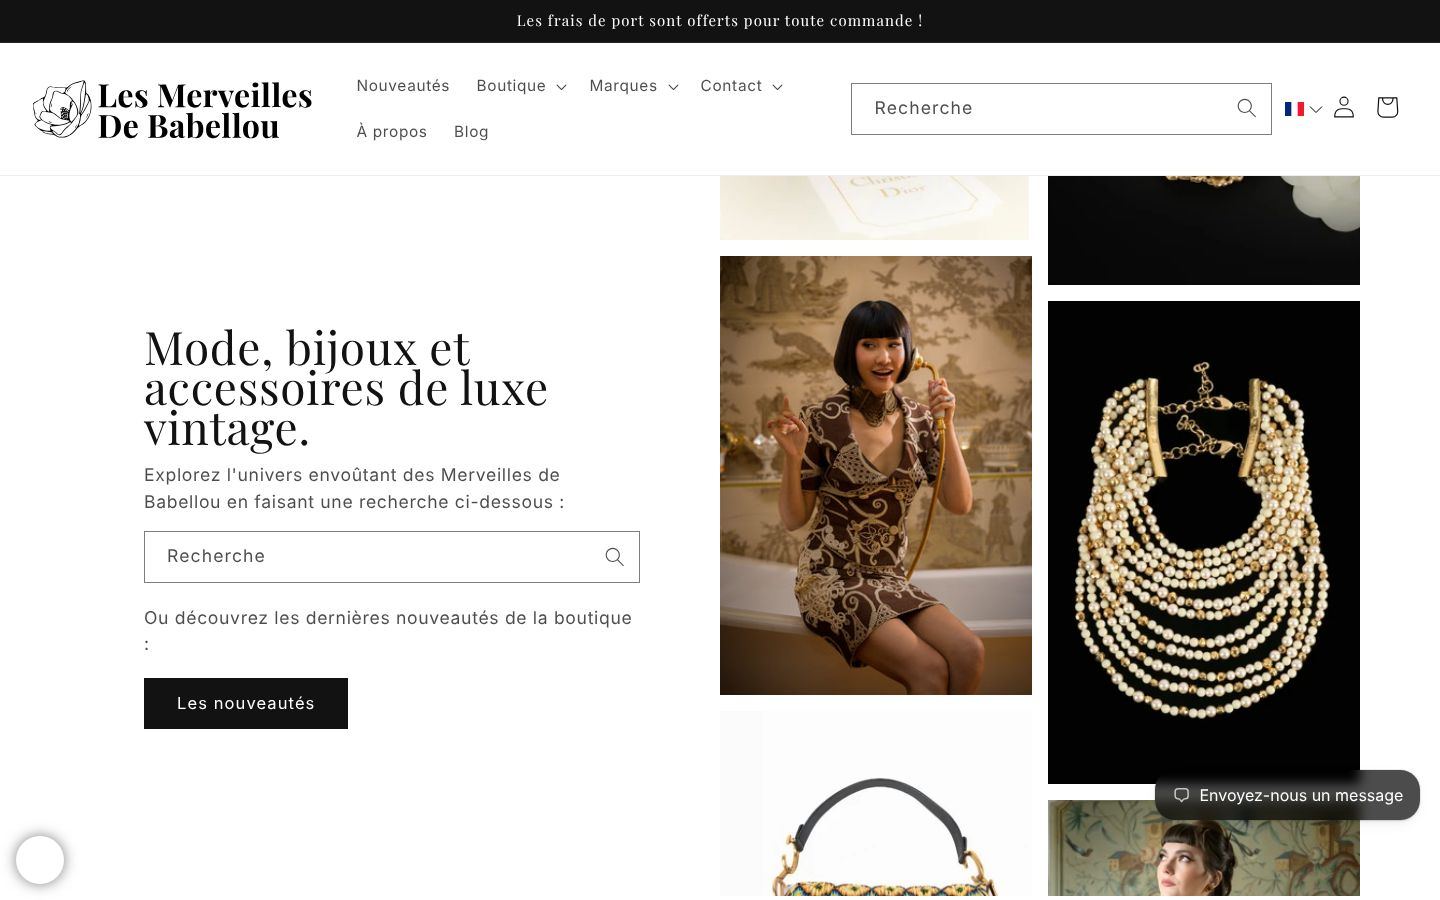 Les frais de port sont offerts pour toute commande !
Les Merveilles
De Babellou
Nouveautés
Boutique
Marques
Contact
À propos
Blog
Recherche
Christian
Dior
Mode, bijoux et
accessoires de luxe
vintage.
Explorez l'univers envoûtant des Merveilles de
Babellou en faisant une recherche ci-dessous :
Recherche
Ou découvrez les dernières nouveautés de la boutique
:
Les nouveautés
Envoyez-nous un message